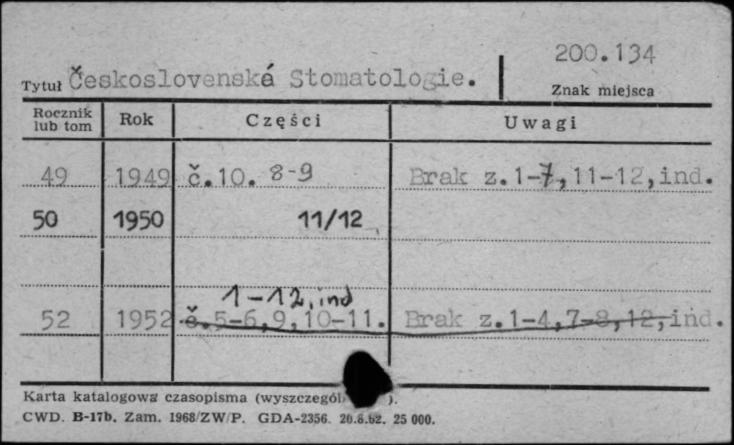 200.134
Tytuł Československá Stomatologie. Znak miejsca
Rocznik lub tom Rok Części Uwagi
49 1949 č.10. 8-9 Brak z.1-7,11-12,ind.
50 1950 11/12
1-12, ind
52 1952 č.5-6,9,10-11. Brak z.1-4,7-8,12,ind.
Karta katalogowa czasopisma (wyszczegól ).
CWD. B-17b. Zam. 1968/ZW/P. GDA-2356. 20.8.62. 25 000.